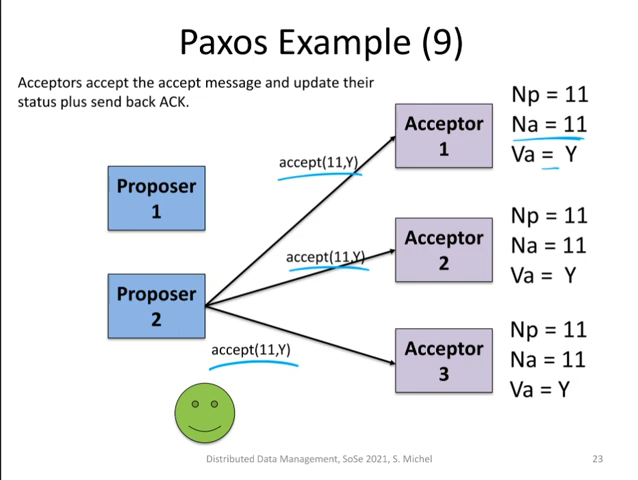 Paxos Example (9)
Acceptors accept the accept message and update their
status plus send back ACK.
Proposer
1
Proposer
2
accept(11,Y)
accept(11,Y)
accept(11,Y)
Acceptor
1
Np = 11
Na = 11
Va = Y
Acceptor
2
Np = 11
Na = 11
Va = Y
Acceptor
3
Np = 11
Na = 11
Va = Y
Distributed Data Management, SoSe 2021, S. Michel
23